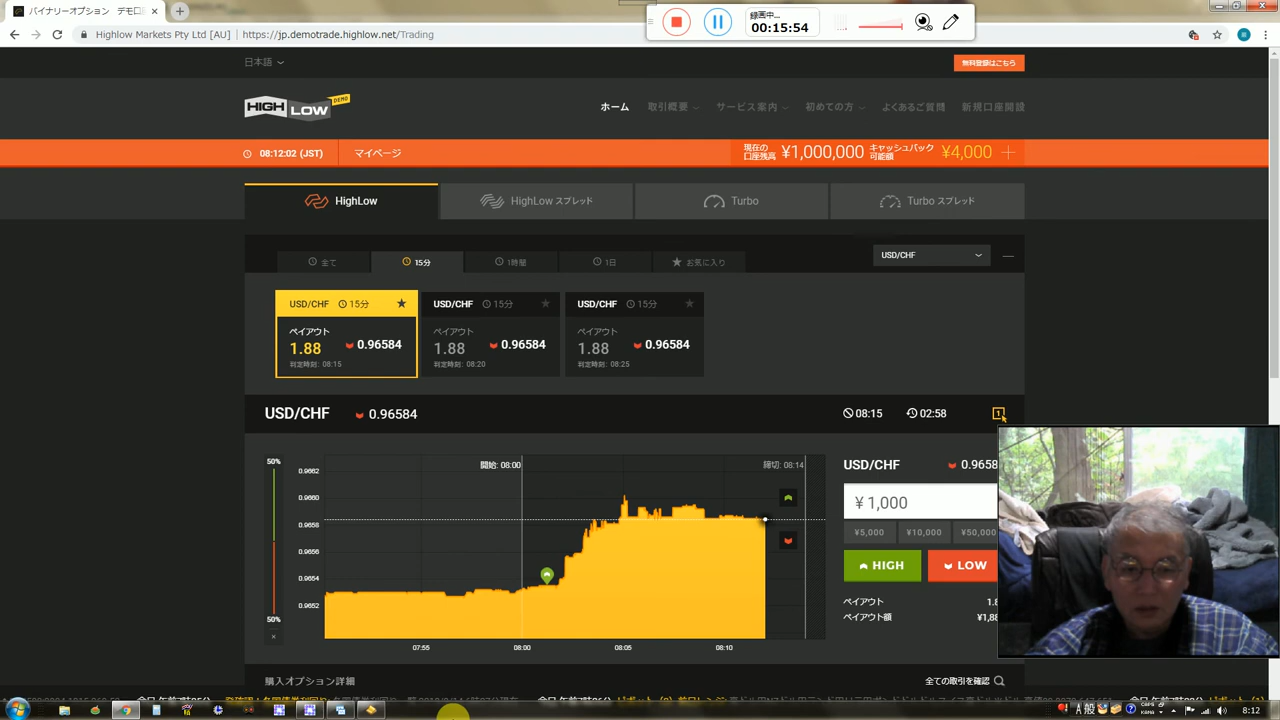 バイナリーオプション　デモ口
録画中...
00:15:54
Highlow Mar
[AU]
https://jp.demotrade.highlow.net/Trading
日本語
無料登録はこちら
HIGH LOW DEMO
ホーム 取引概要 サービス案内 初めての方 よくあるご質問 新規口座開設
08:12:02 (JST) マイページ
現在の口座残高 ¥1,000,000 キャッシュバック可能額 ¥4,000
HighLow HighLow スプレッド Turbo Turbo スプレッド
全て 15分 1時間 1日 お気に入り
USD/CHF
USD/CHF 15分 USD/CHF 15分 USD/CHF 15分
ペイアウト ペイアウト ペイアウト
1.88 0.96584 1.88 0.96584 1.88 0.96584
判定時刻: 08:15 判定時刻: 08:20 判定時刻: 08:25
USD/CHF 0.96584 08:15 02:58 1
50% 開始: 08:00 締切: 08:14
USD/CHF 0.9658
0.9662
0.9660
0.9658
0.9656
0.9654
0.9652
50%
07:55 08:00 08:05 08:10
¥ 1,000
¥5,000 ¥10,000 ¥50,000
HIGH LOW
ペイアウト 1.8
ペイアウト額 ¥1,88
購入オプション詳細 全ての取引を確認
8:12